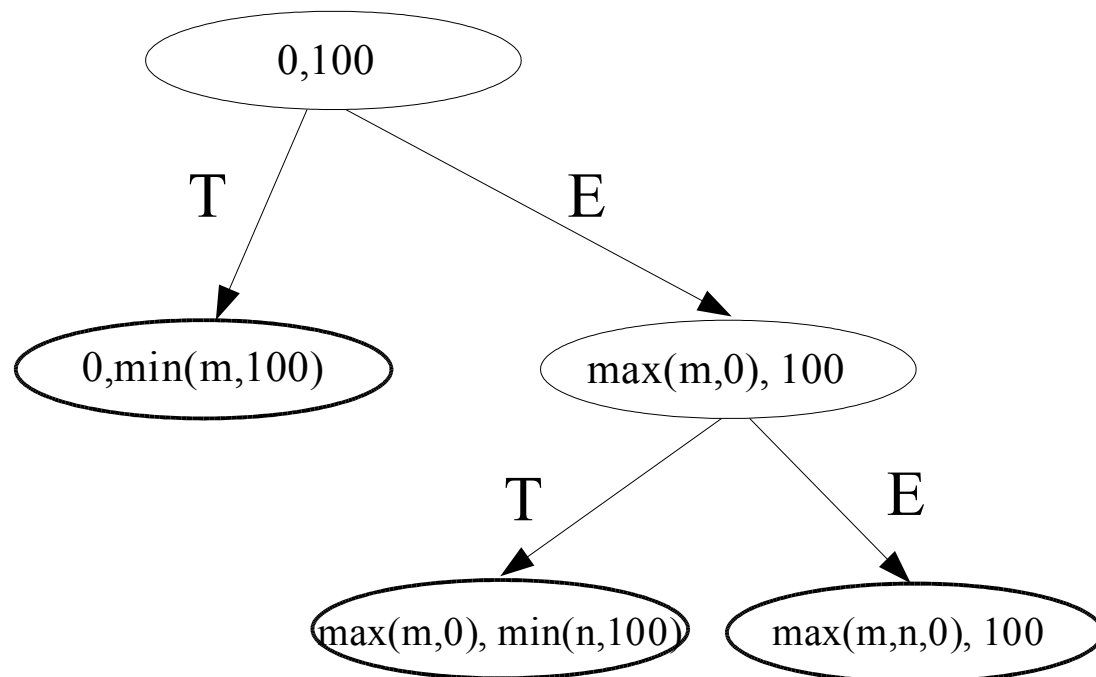 0,100
T
E
0,min(m,100)
max(m,0), 100
T
E
max(m,0), min(n,100)
max(m,n,0), 100